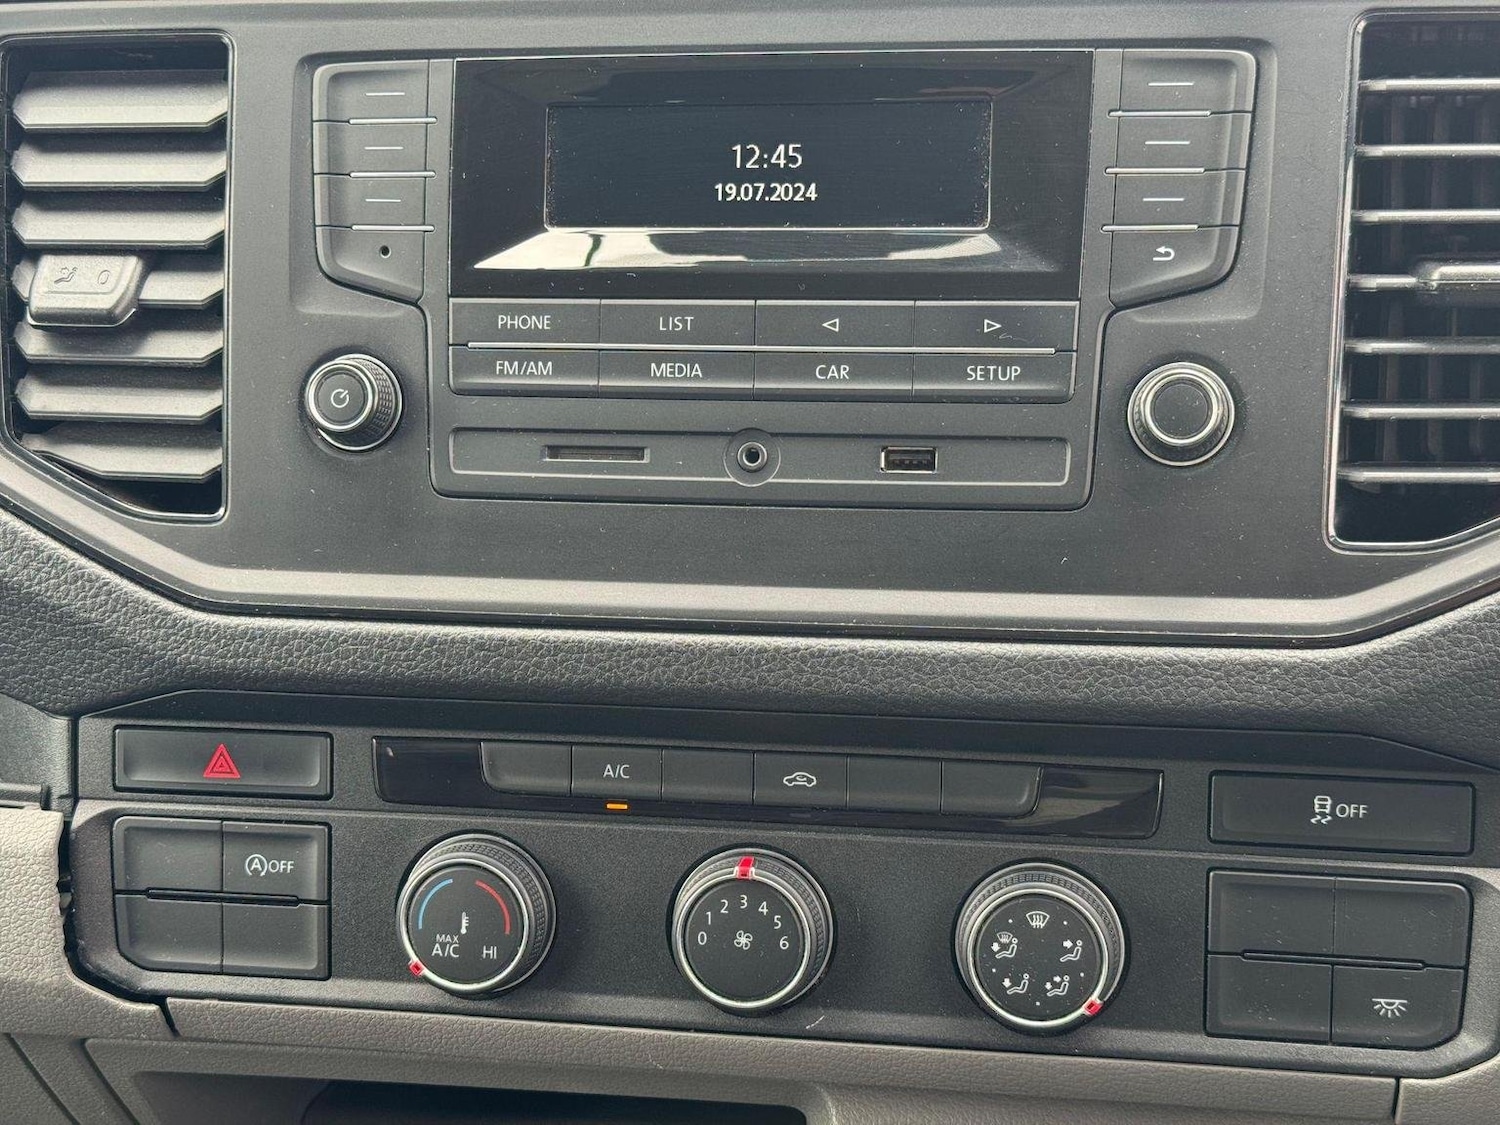 12:45
19.07.2024
PHONE LIST
FM/AM MEDIA CAR SETUP
A/C
OFF
A OFF
MAX
A/C HI
0 1 2 3 4 5 6